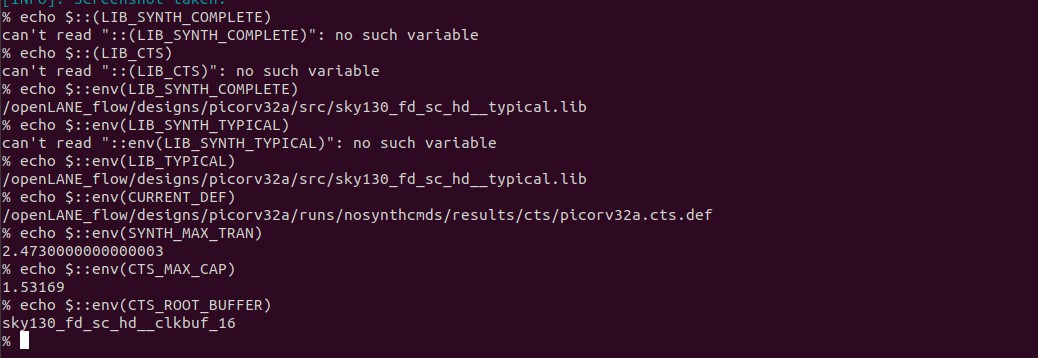 [INFO]: Screenshot taken.
% echo $::(LIB_SYNTH_COMPLETE)
can't read "::(LIB_SYNTH_COMPLETE)": no such variable
% echo $::(LIB_CTS)
can't read "::(LIB_CTS)": no such variable
% echo $::env(LIB_SYNTH_COMPLETE)
/openLANE_flow/designs/picorv32a/src/sky130_fd_sc_hd__typical.lib
% echo $::env(LIB_SYNTH_TYPICAL)
can't read "::env(LIB_SYNTH_TYPICAL)": no such variable
% echo $::env(LIB_TYPICAL)
/openLANE_flow/designs/picorv32a/src/sky130_fd_sc_hd__typical.lib
% echo $::env(CURRENT_DEF)
/openLANE_flow/designs/picorv32a/runs/nosynthcmds/results/cts/picorv32a.cts.def
% echo $::env(SYNTH_MAX_TRAN)
2.4730000000000003
% echo $::env(CTS_MAX_CAP)
1.53169
% echo $::env(CTS_ROOT_BUFFER)
sky130_fd_sc_hd__clkbuf_16
%